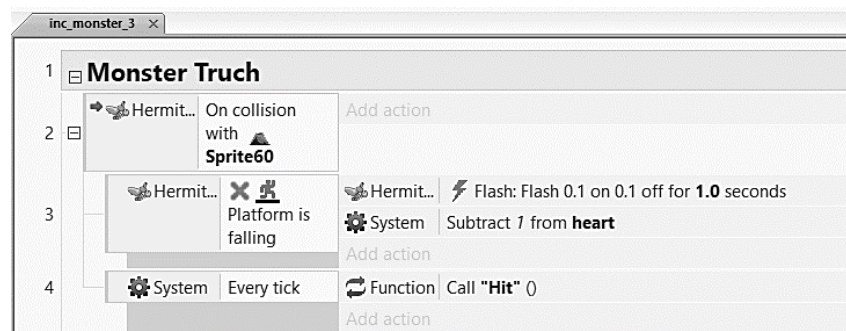 inc_monster_3 ×
1 Monster Truch
Hermit... On collision Add action
2 with
Sprite60
Hermit... Hermit... Flash: Flash 0.1 on 0.1 off for 1.0 seconds
3 Platform is System Subtract 1 from heart
falling
Add action
4 System Every tick Function Call "Hit" ()
Add action